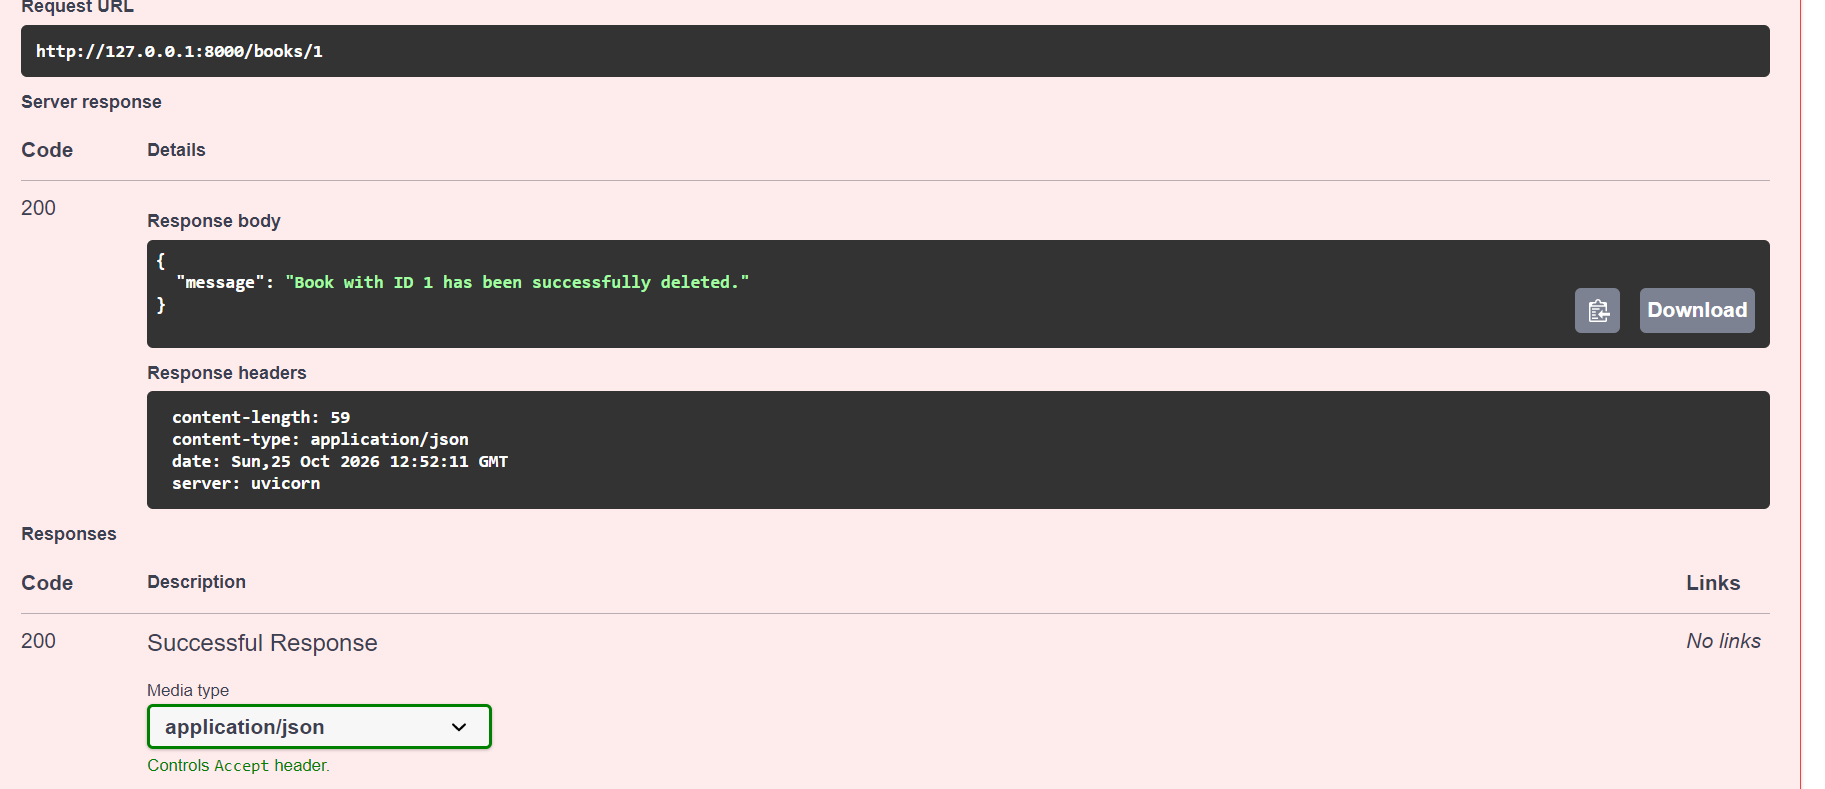 Request URL
http://127.0.0.1:8000/books/1
Server response
Code Details
200
Response body
{
"message": "Book with ID 1 has been successfully deleted."
}
Download
Response headers
content-length: 59
content-type: application/json
date: Sun,25 Oct 2026 12:52:11 GMT
server: uvicorn
Responses
Code Description Links
200 Successful Response No links
Media type
application/json
Controls Accept header.